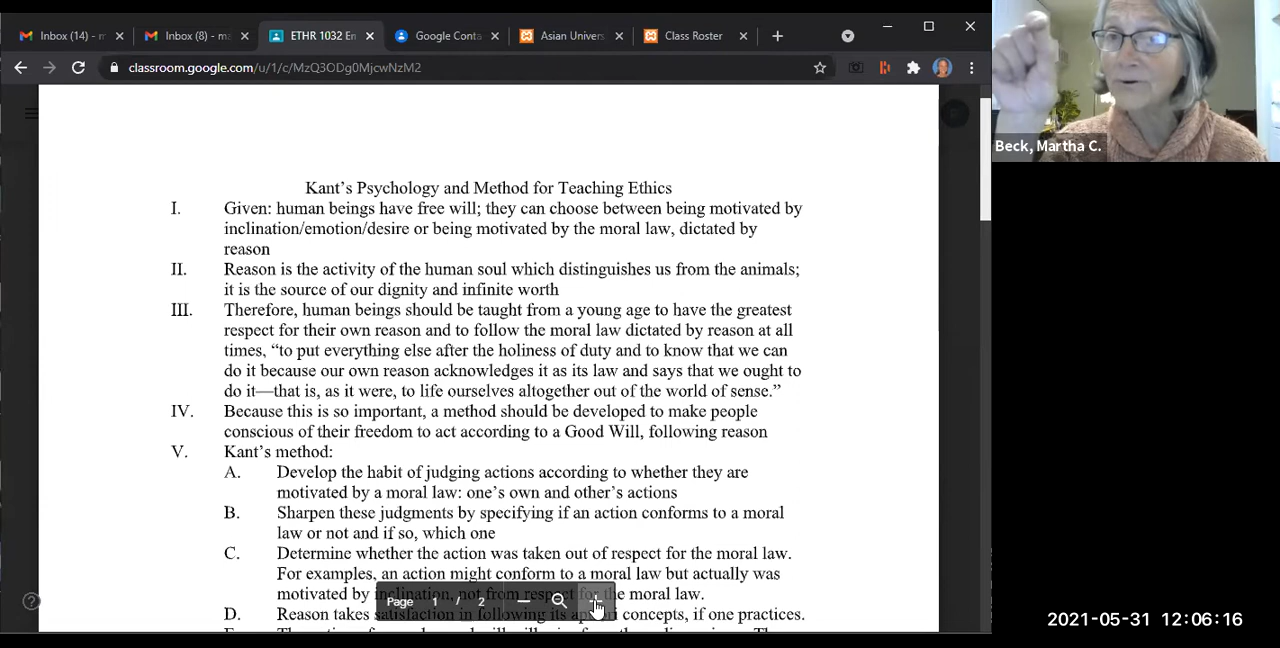 Inbox (14) - m
Inbox (8) - ma
ETHR 1032 En
Google Conta
Asian Univers
Class Roster
classroom.google.com/u/1/c/MzQ3ODg0MjcwNzM2
Beck, Martha C.
Kant's Psychology and Method for Teaching Ethics
I. Given: human beings have free will; they can choose between being motivated by
inclination/emotion/desire or being motivated by the moral law, dictated by
reason
II. Reason is the activity of the human soul which distinguishes us from the animals;
it is the source of our dignity and infinite worth
III. Therefore, human beings should be taught from a young age to have the greatest
respect for their own reason and to follow the moral law dictated by reason at all
times, “to put everything else after the holiness of duty and to know that we can
do it because our own reason acknowledges it as its law and says that we ought to
do it—that is, as it were, to life ourselves altogether out of the world of sense.”
IV. Because this is so important, a method should be developed to make people
conscious of their freedom to act according to a Good Will, following reason
V. Kant's method:
A. Develop the habit of judging actions according to whether they are
motivated by a moral law: one's own and other's actions
B. Sharpen these judgments by specifying if an action conforms to a moral
law or not and if so, which one
C. Determine whether the action was taken out of respect for the moral law.
For examples, an action might conform to a moral law but actually was
motivated by inclination, not from respect for the moral law.
D. Reason takes satisfaction in following its concepts, if one practices.
Page 1 / 2
2021-05-31 12:06:16